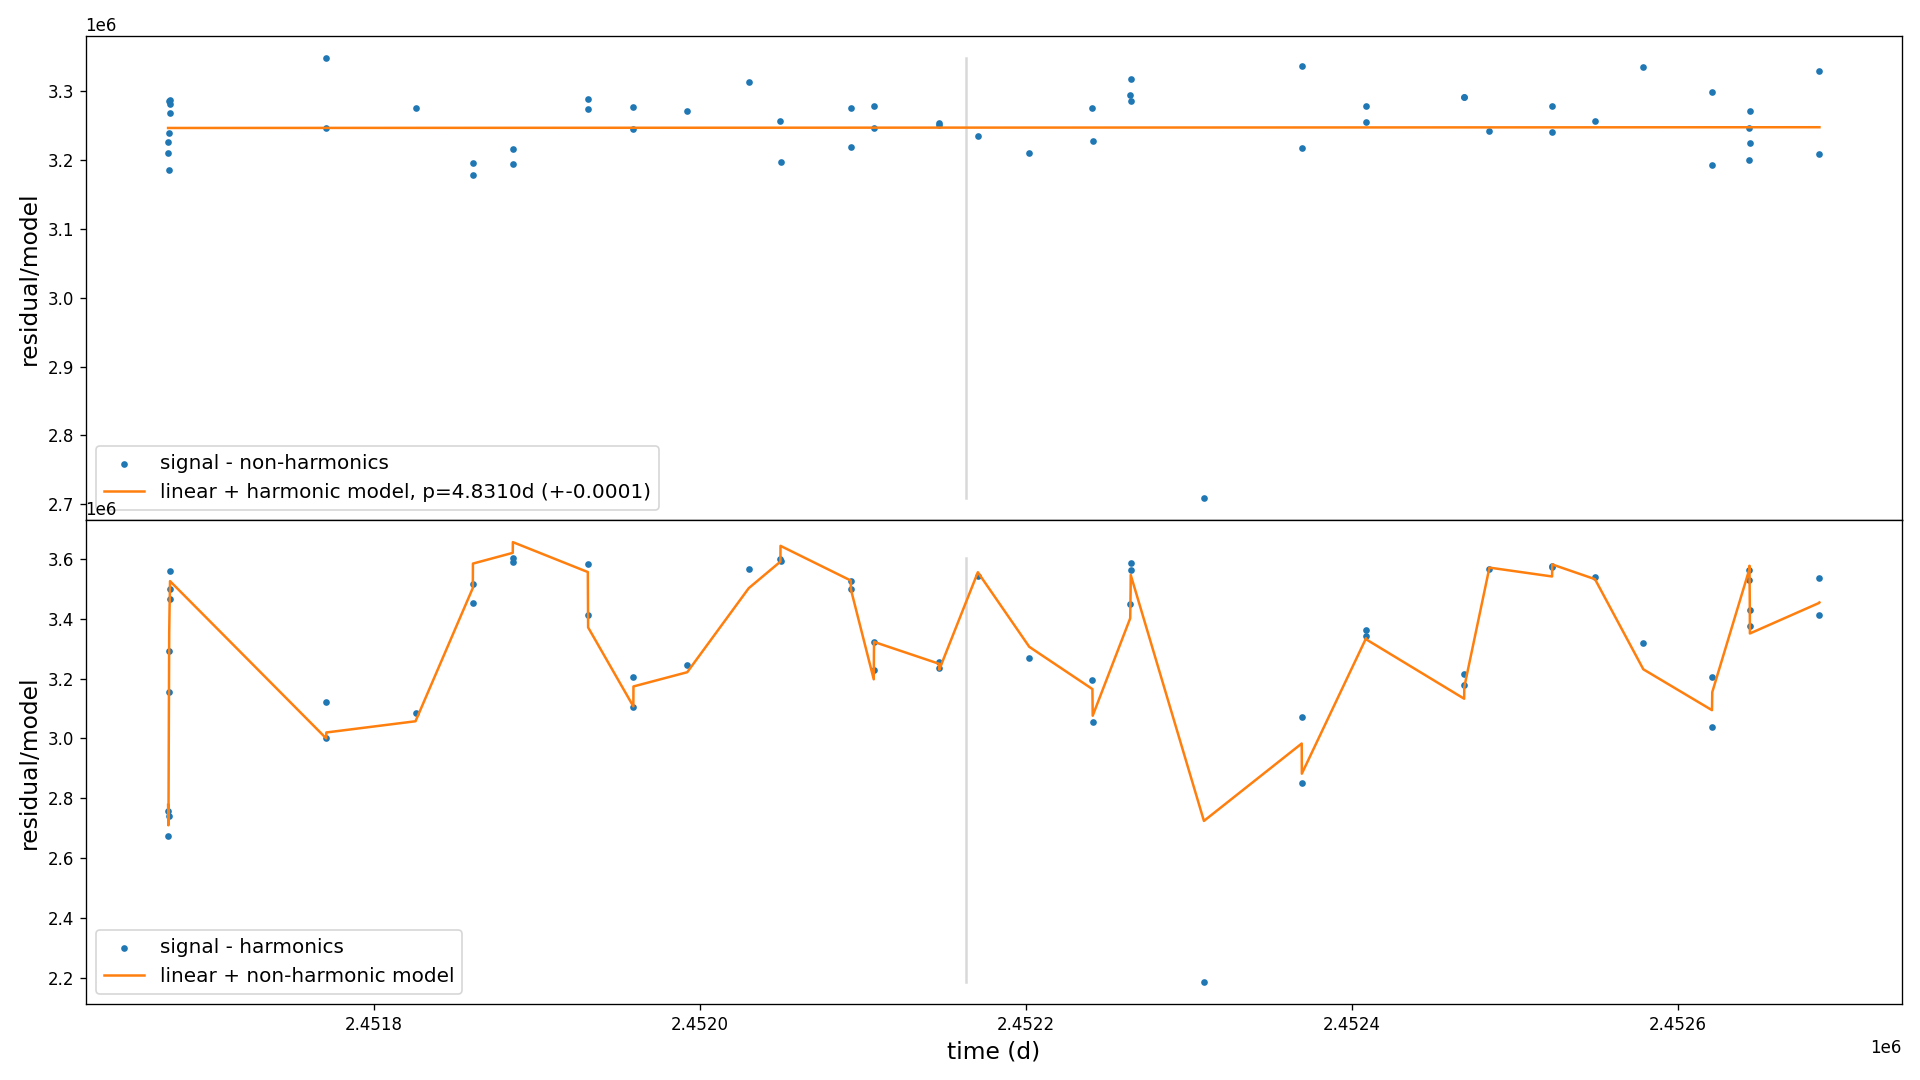 1e6
3.3
3.2
3.1
3.0
2.9
2.8
2.7
residual/model
signal - non-harmonics
linear + harmonic model, p=4.8310d (+-0.0001)
1e6
3.6
3.4
3.2
3.0
2.8
2.6
2.4
2.2
residual/model
signal - harmonics
linear + non-harmonic model
2.4518 2.4520 2.4522 2.4524 2.4526
1e6
time (d)